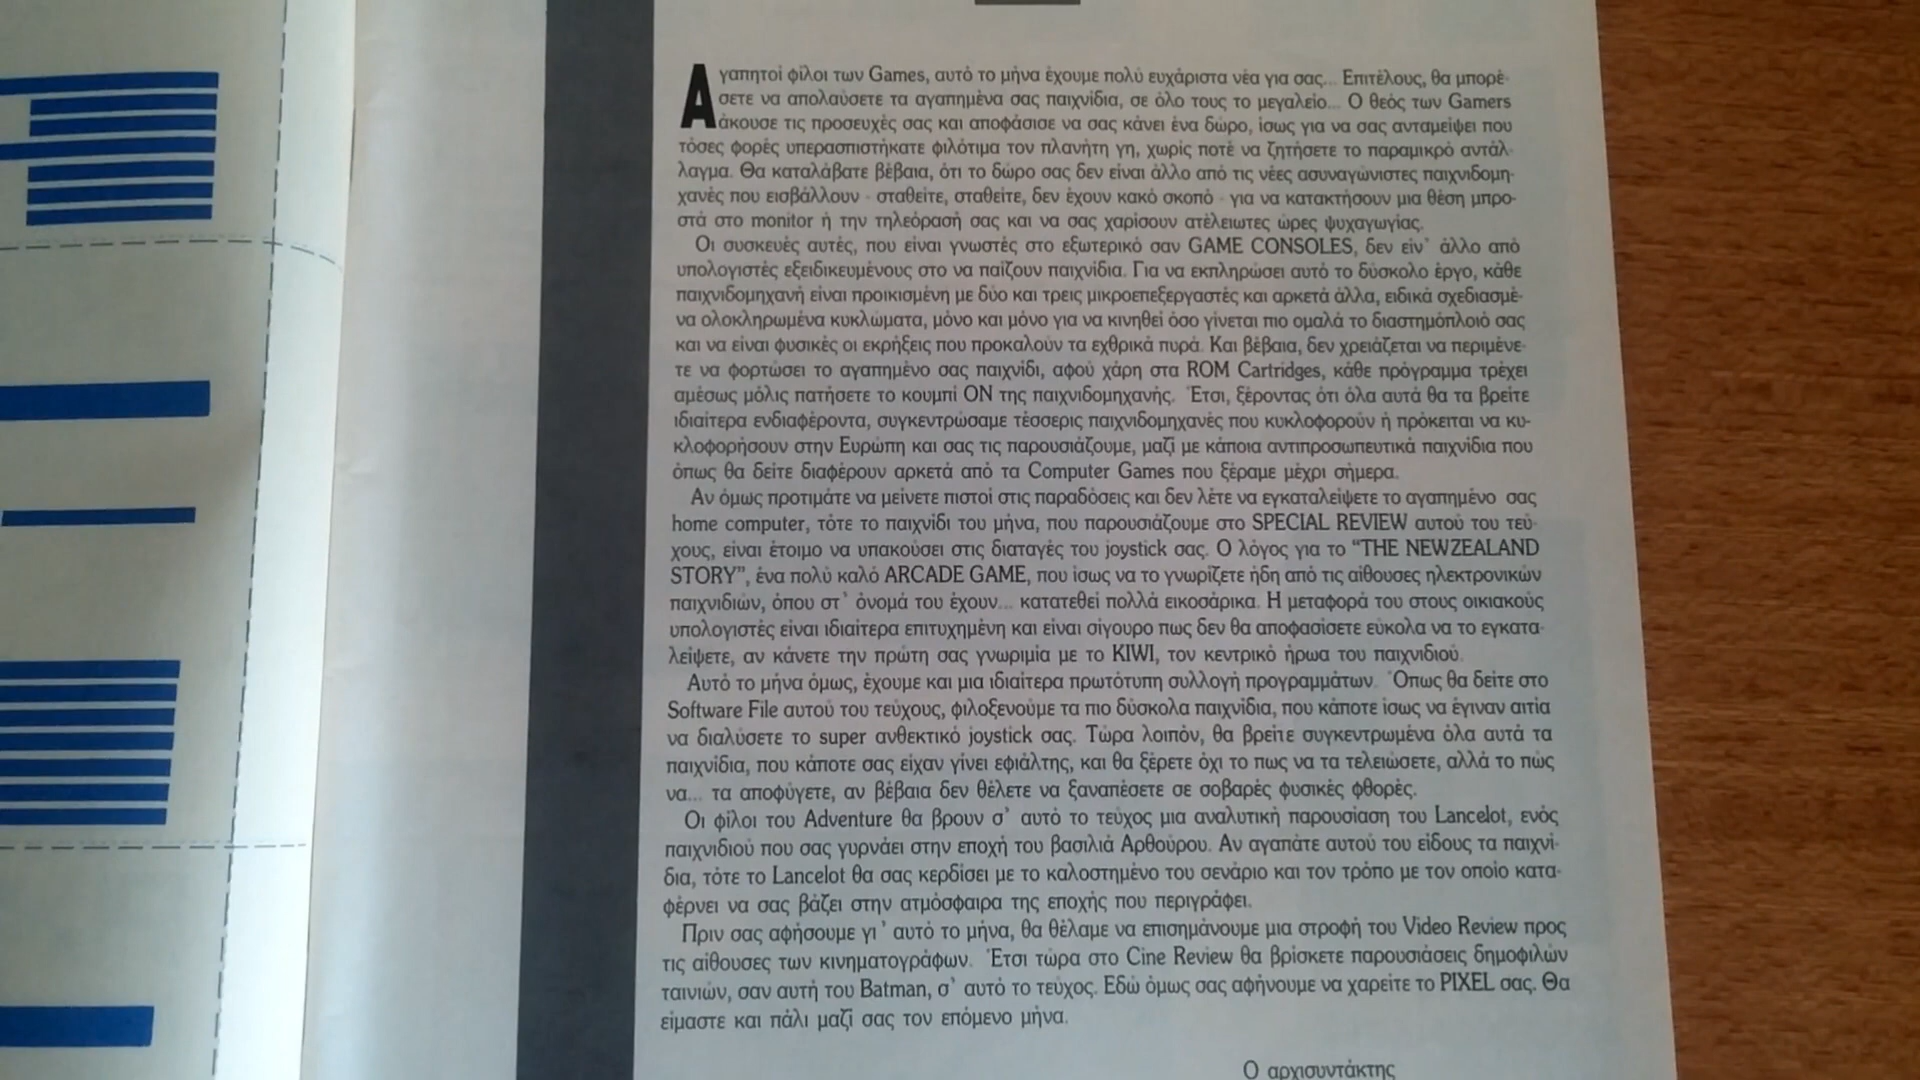 Αγαπητοί φίλοι των Games, αυτό το μήνα έχουμε πολύ ευχάριστα νέα για σας... Επιτέλους, θα μπορέ-
σετε να απολαύσετε τα αγαπημένα σας παιχνίδια, σε όλο τους το μεγαλείο... Ο θεός των Gamers
άκουσε τις προσευχές σας και αποφάσισε να σας κάνει ένα δώρο, ίσως για να σας ανταμείψει που
τόσες φορές υπερασπιστήκατε φιλότιμα τον πλανήτη γη, χωρίς ποτέ να ζητήσετε το παραμικρό αντάλ-
λαγμα. Θα καταλάβατε βέβαια, ότι το δώρο σας δεν είναι άλλο από τις νέες ασυναγώνιστες παιχνιδομη-
χανές που εισβάλλουν - σταθείτε, σταθείτε, δεν έχουν κακό σκοπό - για να κατακτήσουν μια θέση μπρο-
στά στο monitor ή την τηλεόρασή σας και να σας χαρίσουν ατέλειωτες ώρες ψυχαγωγίας.
Οι συσκευές αυτές, που είναι γνωστές στο εξωτερικό σαν GAME CONSOLES, δεν είν' άλλο από
υπολογιστές εξειδικευμένους στο να παίζουν παιχνίδια. Για να εκπληρώσει αυτό το δύσκολο έργο, κάθε
παιχνιδομηχανή είναι προικισμένη με δύο και τρεις μικροεπεξεργαστές και αρκετά άλλα, ειδικά σχεδιασμέ-
να ολοκληρωμένα κυκλώματα, μόνο και μόνο για να κινηθεί όσο γίνεται πιο ομαλά το διαστημόπλοιό σας
και να είναι φυσικές οι εκρήξεις που προκαλούν τα εχθρικά πυρά. Και βέβαια, δεν χρειάζεται να περιμένε-
τε να φορτώσει το αγαπημένο σας παιχνίδι, αφού χάρη στα ROM Cartridges, κάθε πρόγραμμα τρέχει
αμέσως μόλις πατήσετε το κουμπί ON της παιχνιδομηχανής. Έτσι, ξέροντας ότι όλα αυτά θα τα βρείτε
ιδιαίτερα ενδιαφέροντα, συγκεντρώσαμε τέσσερις παιχνιδομηχανές που κυκλοφορούν ή πρόκειται να κυ-
κλοφορήσουν στην Ευρώπη και σας τις παρουσιάζουμε, μαζί με κάποια αντιπροσωπευτικά παιχνίδια που
όπως θα δείτε διαφέρουν αρκετά από τα Computer Games που ξέραμε μέχρι σήμερα.
Αν όμως προτιμάτε να μείνετε πιστοί στις παραδόσεις και δεν λέτε να εγκαταλείψετε το αγαπημένο σας
home computer, τότε το παιχνίδι του μήνα, που παρουσιάζουμε στο SPECIAL REVIEW αυτού του τεύ-
χους, είναι έτοιμο να υπακούσει στις διαταγές του joystick σας. Ο λόγος για το “THE NEWZEALAND
STORY”, ένα πολύ καλό ARCADE GAME, που ίσως να το γνωρίζετε ήδη από τις αίθουσες ηλεκτρονικών
παιχνιδιών, όπου στ' όνομά του έχουν... κατατεθεί πολλά εικοσάρικα. Η μεταφορά του στους οικιακούς
υπολογιστές είναι ιδιαίτερα επιτυχημένη και είναι σίγουρο πως δεν θα αποφασίσετε εύκολα να το εγκατα-
λείψετε, αν κάνετε την πρώτη σας γνωριμία με το KIWI, τον κεντρικό ήρωα του παιχνιδιού.
Αυτό το μήνα όμως, έχουμε και μια ιδιαίτερα πρωτότυπη συλλογή προγραμμάτων. Όπως θα δείτε στο
Software File αυτού του τεύχους, φιλοξενούμε τα πιο δύσκολα παιχνίδια, που κάποτε ίσως να έγιναν αιτία
να διαλύσετε το super ανθεκτικό joystick σας. Τώρα λοιπόν, θα βρείτε συγκεντρωμένα όλα αυτά τα
παιχνίδια, που κάποτε σας είχαν γίνει εφιάλτης, και θα ξέρετε όχι το πως να τα τελειώσετε, αλλά το πώς
να... τα αποφύγετε, αν βέβαια δεν θέλετε να ξαναπέσετε σε σοβαρές φυσικές φθορές.
Οι φίλοι του Adventure θα βρουν σ' αυτό το τεύχος μια αναλυτική παρουσίαση του Lancelot, ενός
παιχνιδιού που σας γυρνάει στην εποχή του βασιλιά Αρθούρου. Αν αγαπάτε αυτού του είδους τα παιχνί-
δια, τότε το Lancelot θα σας κερδίσει με το καλοστημένο του σενάριο και τον τρόπο με τον οποίο κατα-
φέρνει να σας βάζει στην ατμόσφαιρα της εποχής που περιγράφει.
Πριν σας αφήσουμε γι' αυτό το μήνα, θα θέλαμε να επισημάνουμε μια στροφή του Video Review προς
τις αίθουσες των κινηματογράφων. Έτσι τώρα στο Cine Review θα βρίσκετε παρουσιάσεις δημοφιλών
ταινιών, σαν αυτή του Batman, σ' αυτό το τεύχος. Εδώ όμως σας αφήνουμε να χαρείτε το PIXEL σας. Θα
είμαστε και πάλι μαζί σας τον επόμενο μήνα.
Ο αρχισυντάκτης